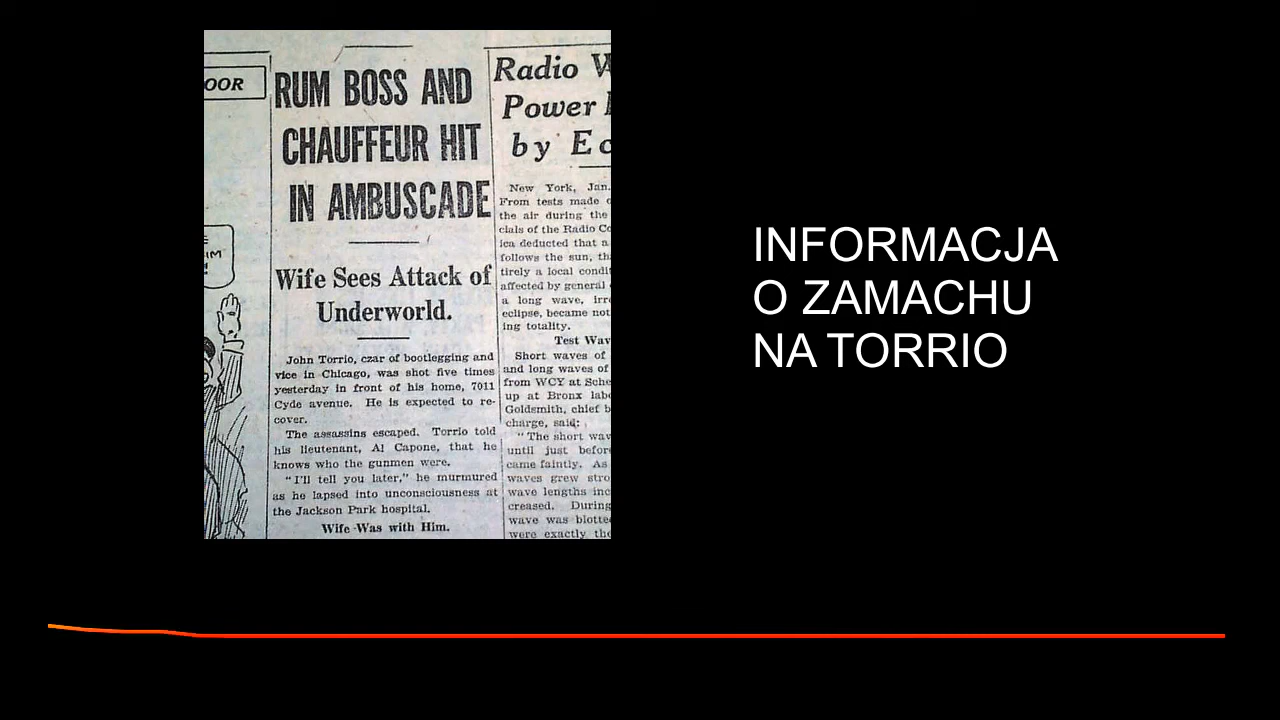 OOR
RUM BOSS AND
CHAUFFEUR HIT
IN AMBUSCADE
Wife Sees Attack of
Underworld.
John Torrio, czar of bootlegging and
vice in Chicago, was shot five times
yesterday in front of his home, 7011
Clyde avenue. He is expected to re-
cover.
The assassins escaped. Torrio told
his lieutenant, Al Capone, that he
knows who the gunmen were.
"I'll tell you later," he murmured
as he lapsed into unconsciousness at
the Jackson Park hospital.
Wife Was with Him.
Radio W
Power
by Ec
New York, Jan.
From tests made
the air during the
cials of the Radio Co
ica deducted that a
follows the sun, th
tirely a local condit
affected by general
a long wave, irre
eclipse, became not
ing totality.
Test Wav
Short waves of
and long waves of
from WCY at Sche
up at Bronx labo
Goldsmith, chief b
charge, said:
"The short wav
until just befor
came faintly. As
waves grew stro
wave lengths inc
creased. During
wave was blotte
were exactly the
INFORMACJA
O ZAMACHU
NA TORRIO